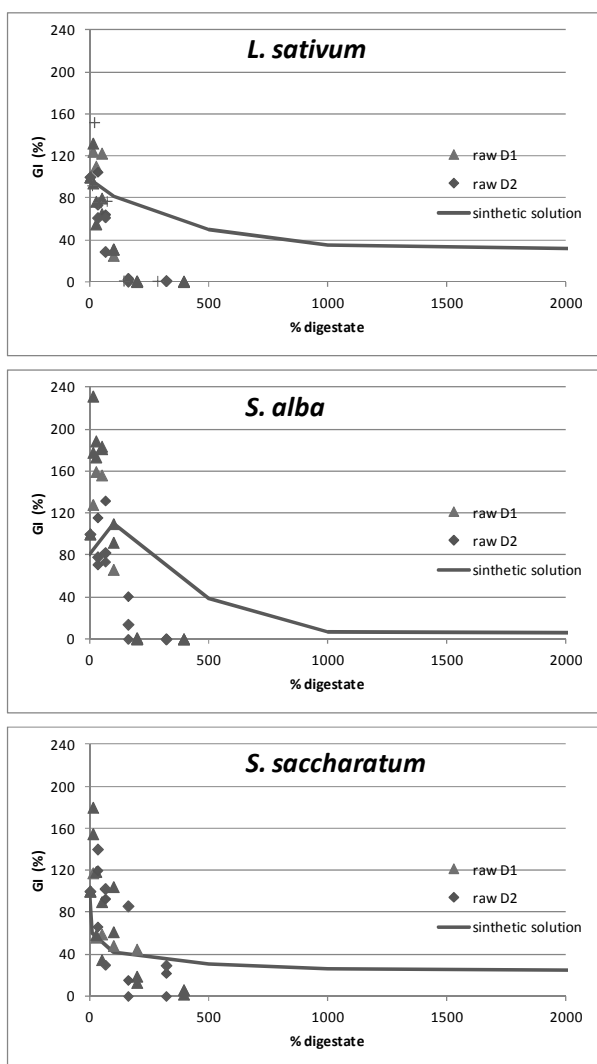 L. sativum
240
200
160
120
80
40
0
GI (%)
raw D1
raw D2
sinthetic solution
0 500 1000 1500 2000
% digestate
S. alba
240
200
160
120
80
40
0
GI (%)
raw D1
raw D2
sinthetic solution
0 500 1000 1500 2000
% digestate
S. saccharatum
240
200
160
120
80
40
0
GI (%)
raw D1
raw D2
sinthetic solution
0 500 1000 1500 2000
% digestate